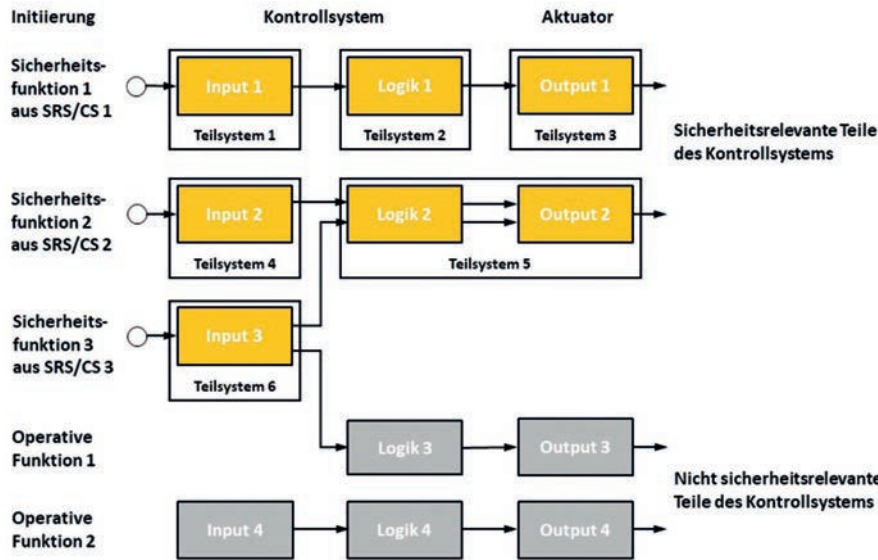 Initiierung
Kontrollsystem
Aktuator
Sicherheits-
funktion 1
aus SRS/CS 1
Input 1
Teilsystem 1
Logik 1
Teilsystem 2
Output 1
Teilsystem 3
Sicherheitsrelevante Teile
des Kontrollsystems
Sicherheits-
funktion 2
aus SRS/CS 2
Input 2
Teilsystem 4
Logik 2
Output 2
Teilsystem 5
Sicherheits-
funktion 3
aus SRS/CS 3
Input 3
Teilsystem 6
Operative
Funktion 1
Logik 3
Output 3
Nicht sicherheitsrelevante
Teile des Kontrollsystems
Operative
Funktion 2
Input 4
Logik 4
Output 4